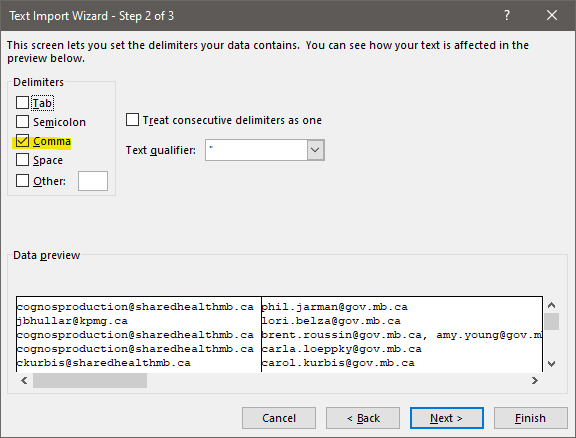 Text Import Wizard - Step 2 of 3
This screen lets you set the delimiters your data contains. You can see how your text is affected in the
preview below.
Delimiters
Tab
Semicolon
Comma
Space
Other:
Treat consecutive delimiters as one
Text qualifier: "
Data preview
cognosproduction@sharedhealthmb.ca phil.jarman@gov.mb.ca
jbhullar@kpmg.ca lori.belza@gov.mb.ca
cognosproduction@sharedhealthmb.ca brent.roussin@gov.mb.ca, amy.young@gov.m
cognosproduction@sharedhealthmb.ca carla.loeppky@gov.mb.ca
ckurbis@sharedhealthmb.ca carol.kurbis@gov.mb.ca
Cancel < Back Next > Finish